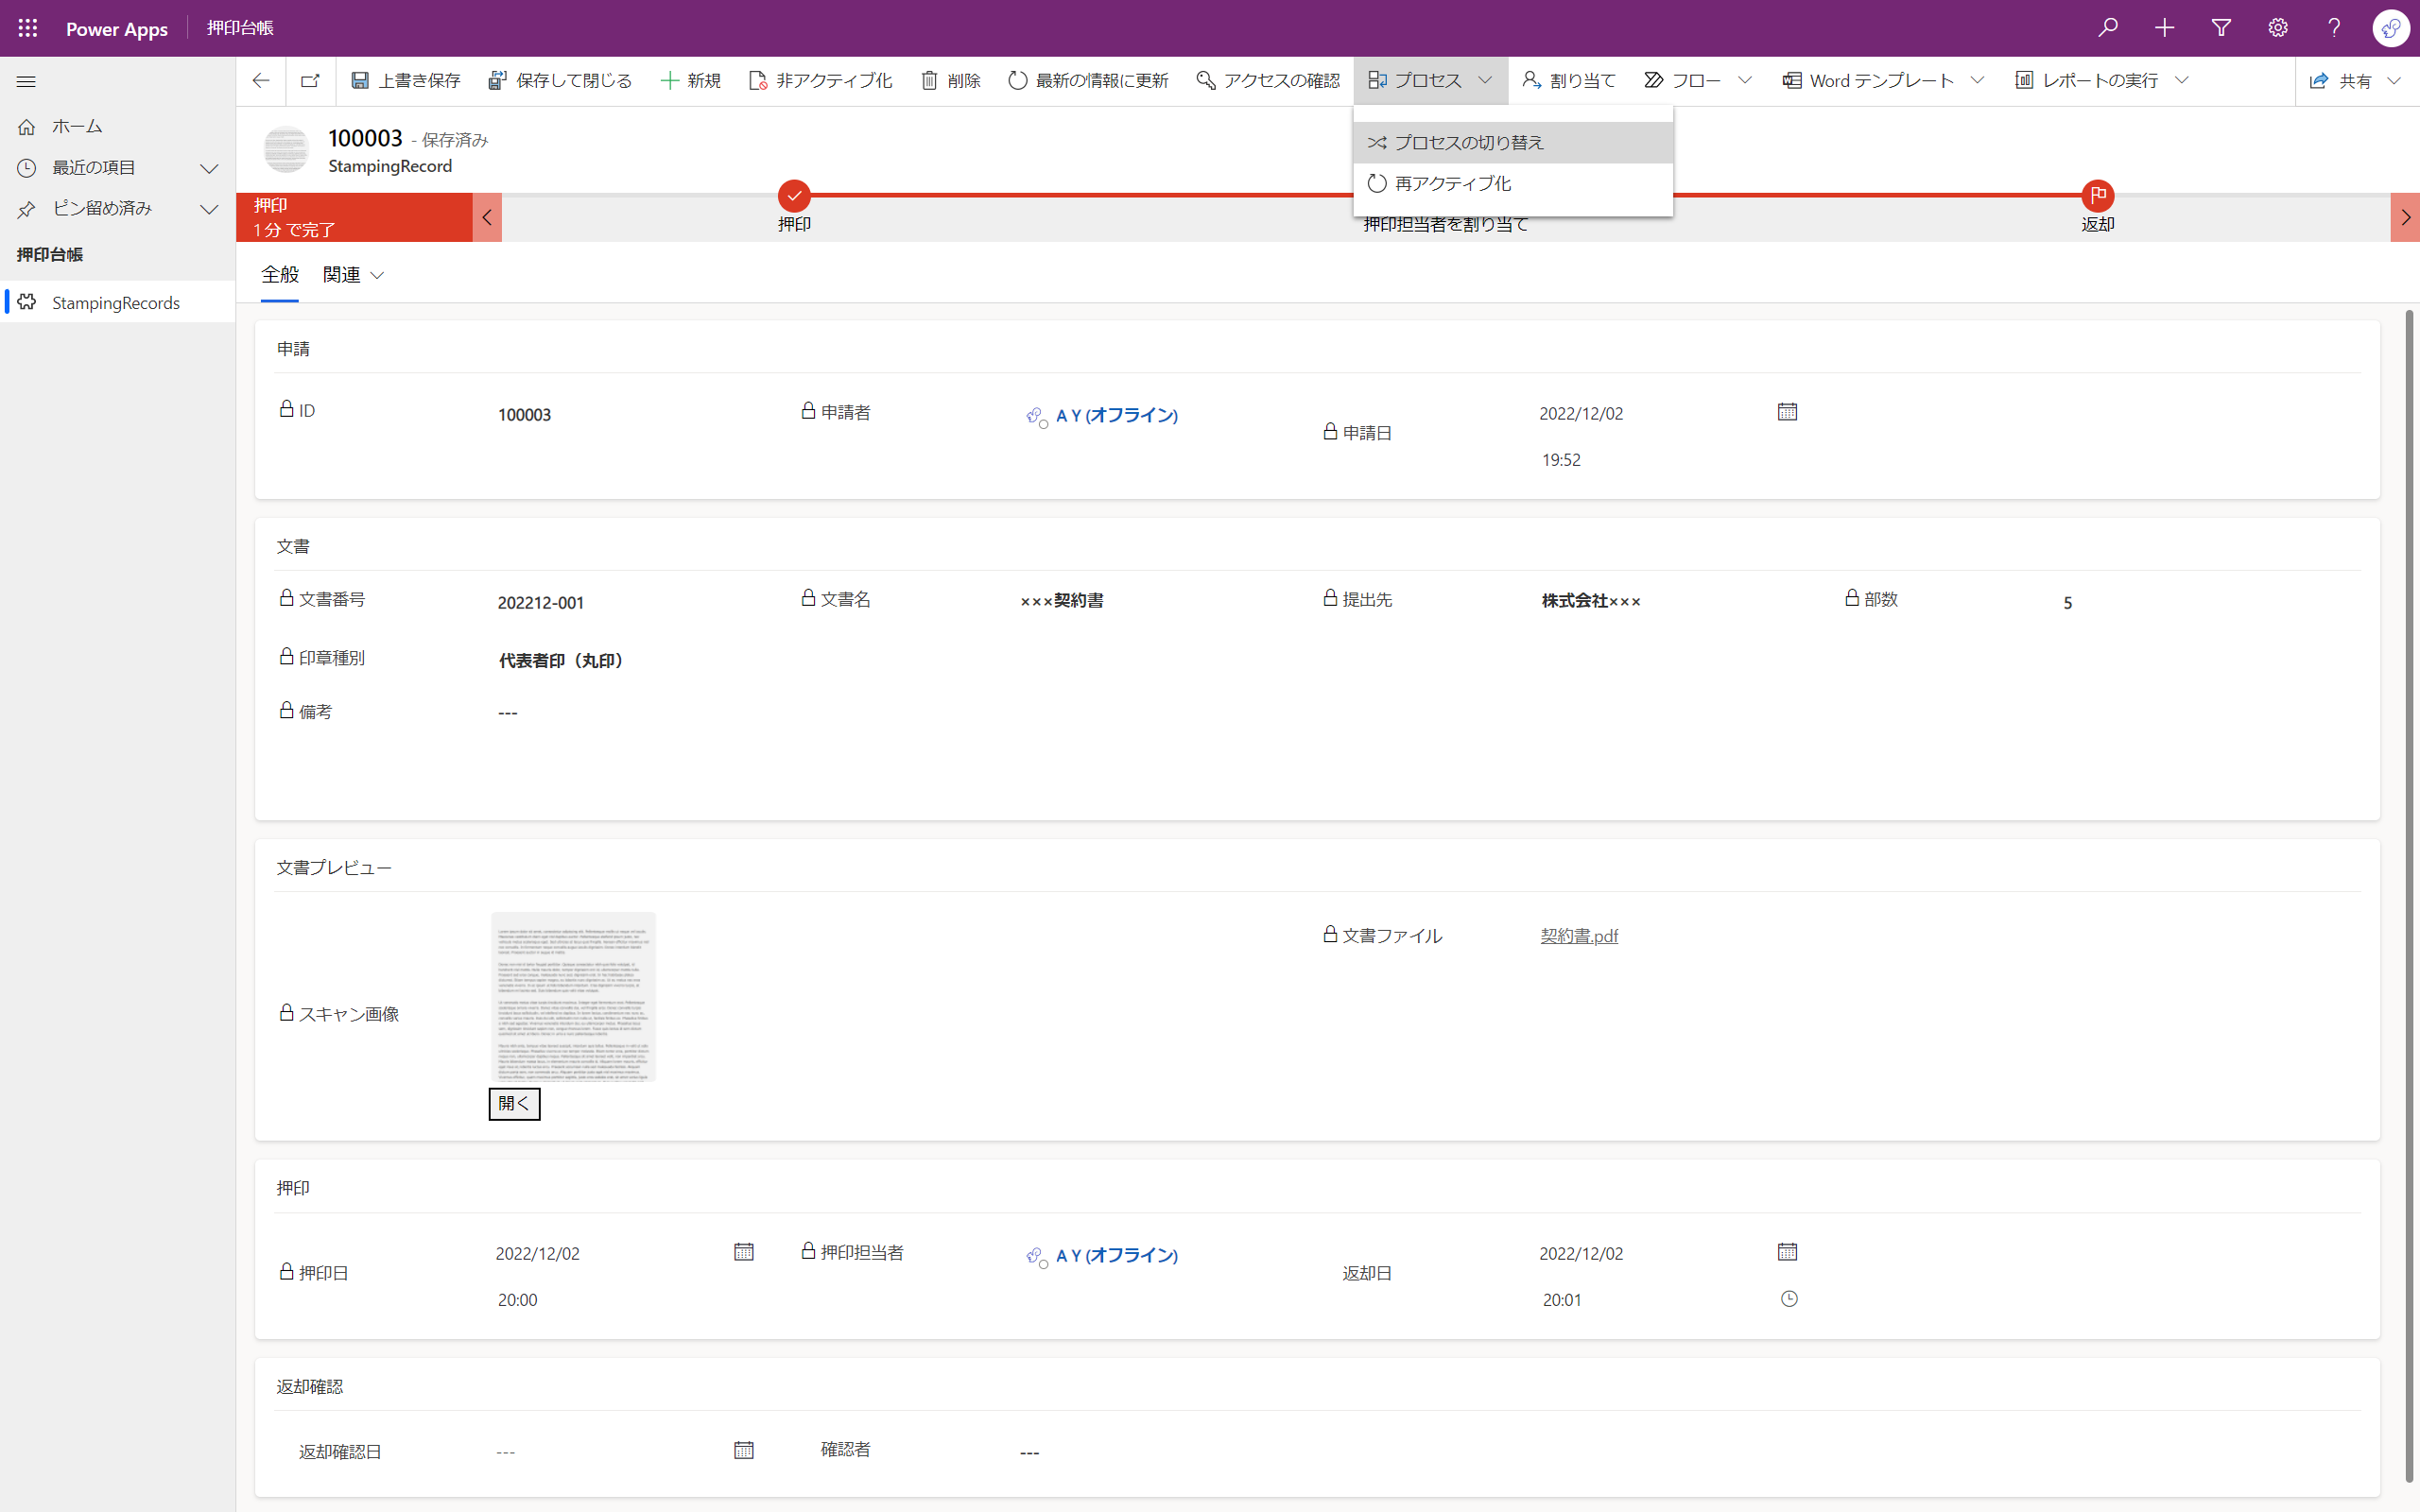 Power Apps 押印台帳
上書き保存 保存して閉じる 新規 非アクティブ化 削除 最新の情報に更新 アクセスの確認 プロセス 割り当て フロー Word テンプレート レポートの実行 共有
ホーム
最近の項目
ピン留め済み
押印台帳
StampingRecords
100003 - 保存済み
StampingRecord
プロセスの切り替え
再アクティブ化
押印
1 分 で完了
押印
押印担当者を割り当て
返却
全般 関連
申請
ID 100003 申請者 A Y (オフライン) 申請日 2022/12/02
19:52
文書
文書番号 202212-001 文書名 ×××契約書 提出先 株式会社××× 部数 5
印章種別 代表者印（丸印）
備考 ---
文書プレビュー
スキャン画像
開く
文書ファイル 契約書.pdf
押印
押印日 2022/12/02 押印担当者 A Y (オフライン) 返却日 2022/12/02
20:00 20:01
返却確認
返却確認日 --- 確認者 ---